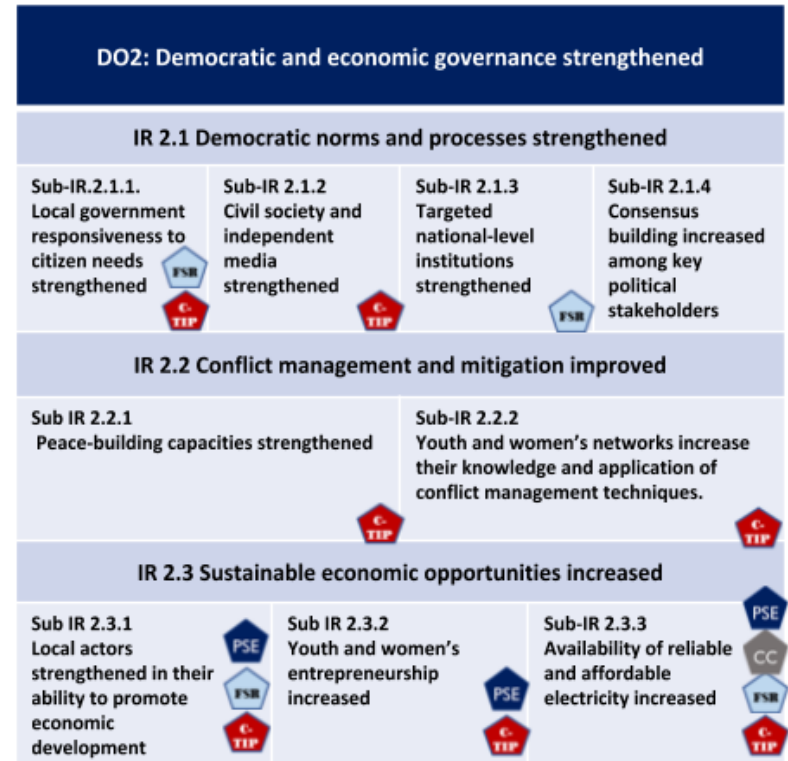 DO2: Democratic and economic governance strengthened
IR 2.1 Democratic norms and processes strengthened
Sub-IR.2.1.1.
Local government
responsiveness to
citizen needs
strengthened
FSR
C-
TIP
Sub-IR 2.1.2
Civil society and
independent
media
strengthened
C-
TIP
Sub-IR 2.1.3
Targeted
national-level
institutions
strengthened
FSR
Sub-IR 2.1.4
Consensus
building increased
among key
political
stakeholders
IR 2.2 Conflict management and mitigation improved
Sub IR 2.2.1
Peace-building capacities strengthened
C-
TIP
Sub-IR 2.2.2
Youth and women’s networks increase
their knowledge and application of
conflict management techniques.
C-
TIP
IR 2.3 Sustainable economic opportunities increased
Sub IR 2.3.1
Local actors
strengthened in their
ability to promote
economic
development
PSE
FSR
C-
TIP
Sub IR 2.3.2
Youth and women’s
entrepreneurship
increased
PSE
C-
TIP
Sub-IR 2.3.3
Availability of reliable
and affordable
electricity increased
PSE
CC
FSR
C-
TIP